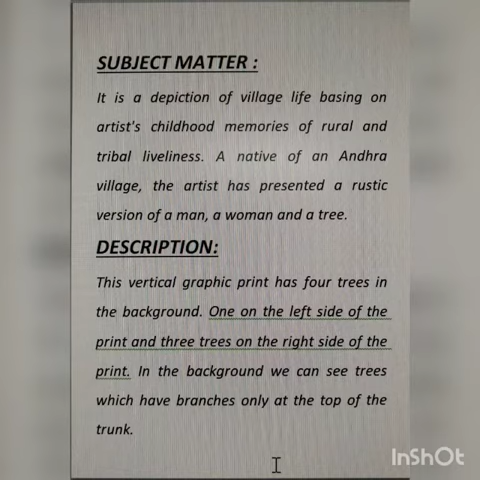 SUBJECT MATTER :
It is a depiction of village life basing on
artist's childhood memories of rural and
tribal liveliness. A native of an Andhra
village, the artist has presented a rustic
version of a man, a woman and a tree.
DESCRIPTION:
This vertical graphic print has four trees in
the background. One on the left side of the
print and three trees on the right side of the
print. In the background we can see trees
which have branches only at the top of the
trunk.
InShOt